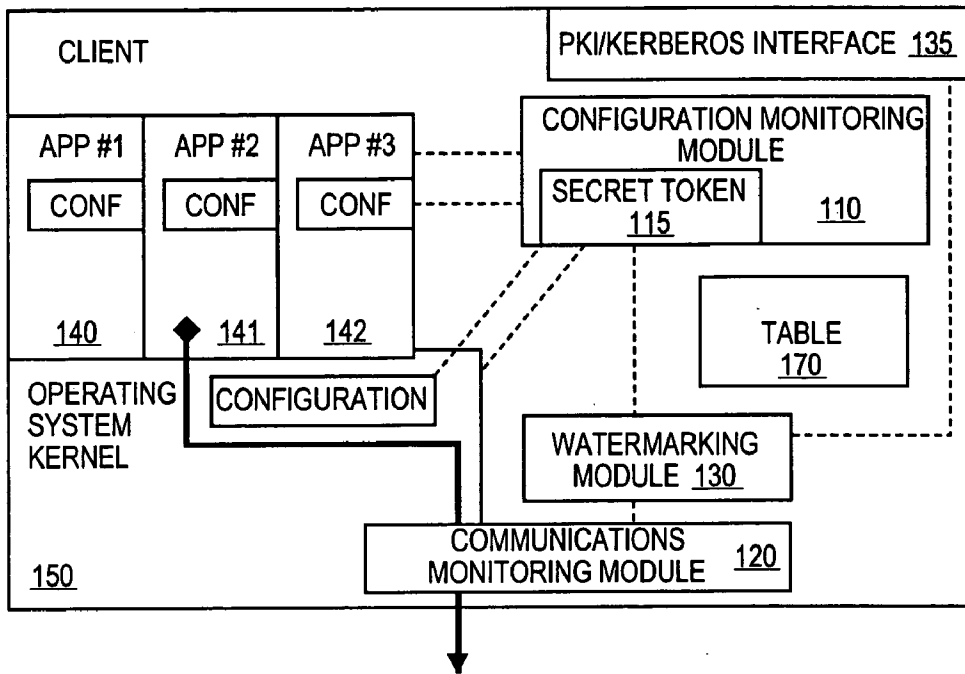 CLIENT
PKI/KERBEROS INTERFACE 135
APP #1
CONF
140
APP #2
CONF
141
APP #3
CONF
142
CONFIGURATION MONITORING
MODULE
SECRET TOKEN
115
110
TABLE
170
OPERATING
SYSTEM
KERNEL
150
CONFIGURATION
WATERMARKING
MODULE 130
COMMUNICATIONS
MONITORING MODULE
120